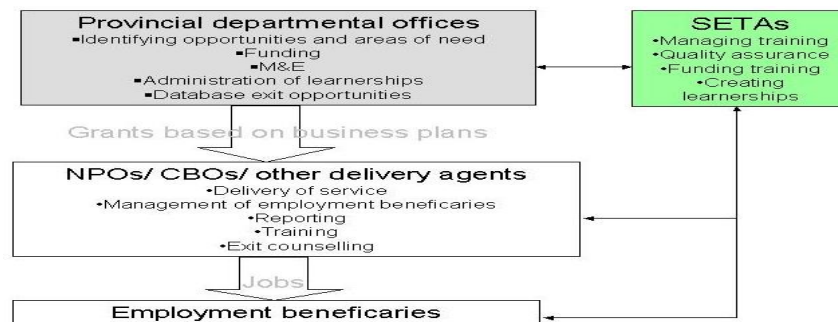 Provincial departmental offices
▪Identifying opportunities and areas of need
▪Funding
▪M&E
▪Administration of learnerships
▪Database exit opportunities
SETAs
•Managing training
•Quality assurance
•Funding training
•Creating
learnerships
Grants based on business plans
NPOs/ CBOs/ other delivery agents
•Delivery of service
•Management of employment beneficaries
•Reporting
•Training
•Exit counselling
Jobs
Employment beneficaries